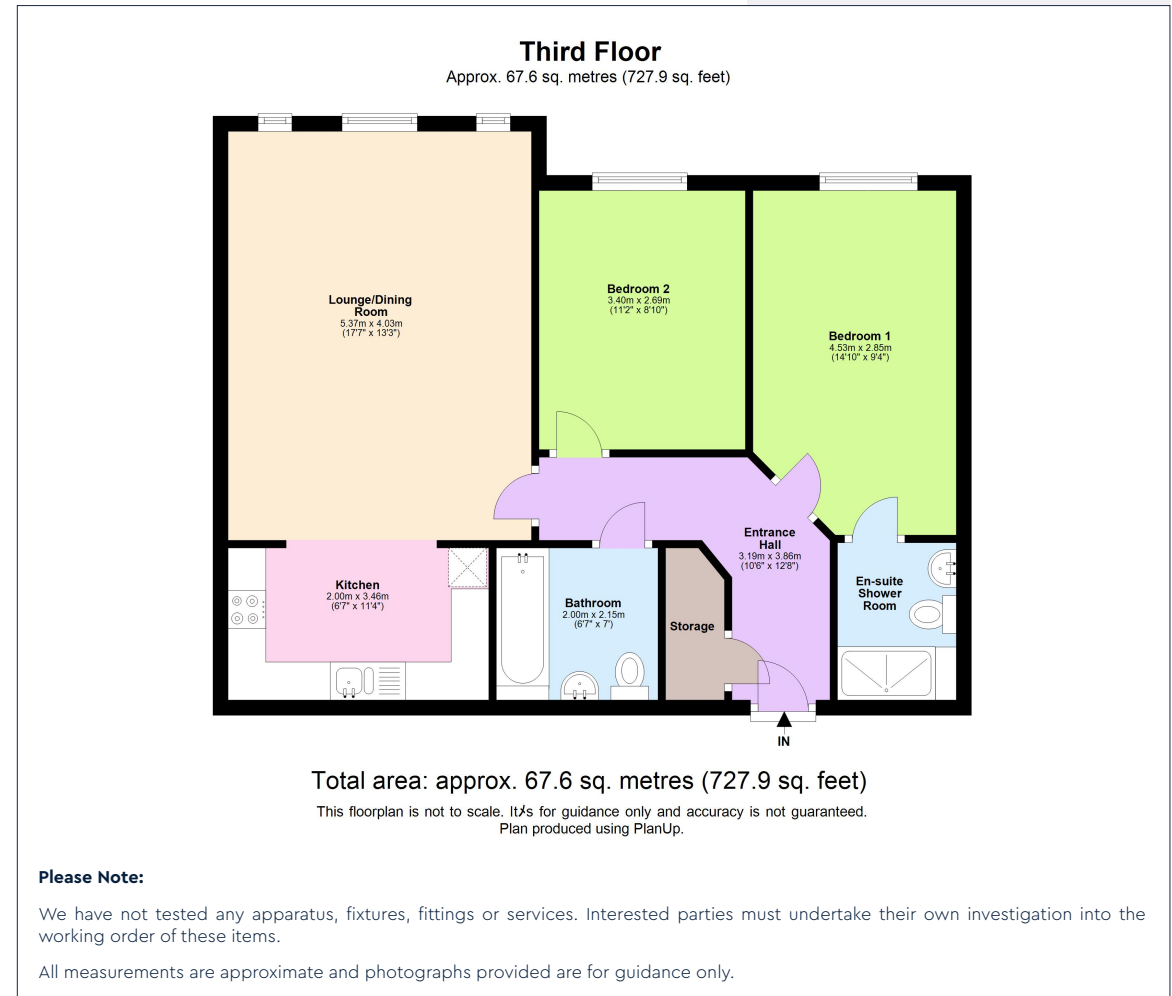 Third Floor
Approx. 67.6 sq. metres (727.9 sq. feet)
Lounge/Dining
Room
5.37m x 4.03m
(17'7" x 13'3")
Bedroom 2
3.40m x 2.69m
(11'2" x 8'10")
Bedroom 1
4.53m x 2.85m
(14'10" x 9'4")
Entrance
Hall
3.19m x 3.86m
(10'6" x 12'8")
Kitchen
2.00m x 3.46m
(6'7" x 11'4")
Bathroom
2.00m x 2.15m
(6'7" x 7')
Storage
En-suite
Shower
Room
IN
Total area: approx. 67.6 sq. metres (727.9 sq. feet)
This floorplan is not to scale. It⊁s for guidance only and accuracy is not guaranteed.
Plan produced using PlanUp.
Please Note:
We have not tested any apparatus, fixtures, fittings or services. Interested parties must undertake their own investigation into the
working order of these items.
All measurements are approximate and photographs provided are for guidance only.